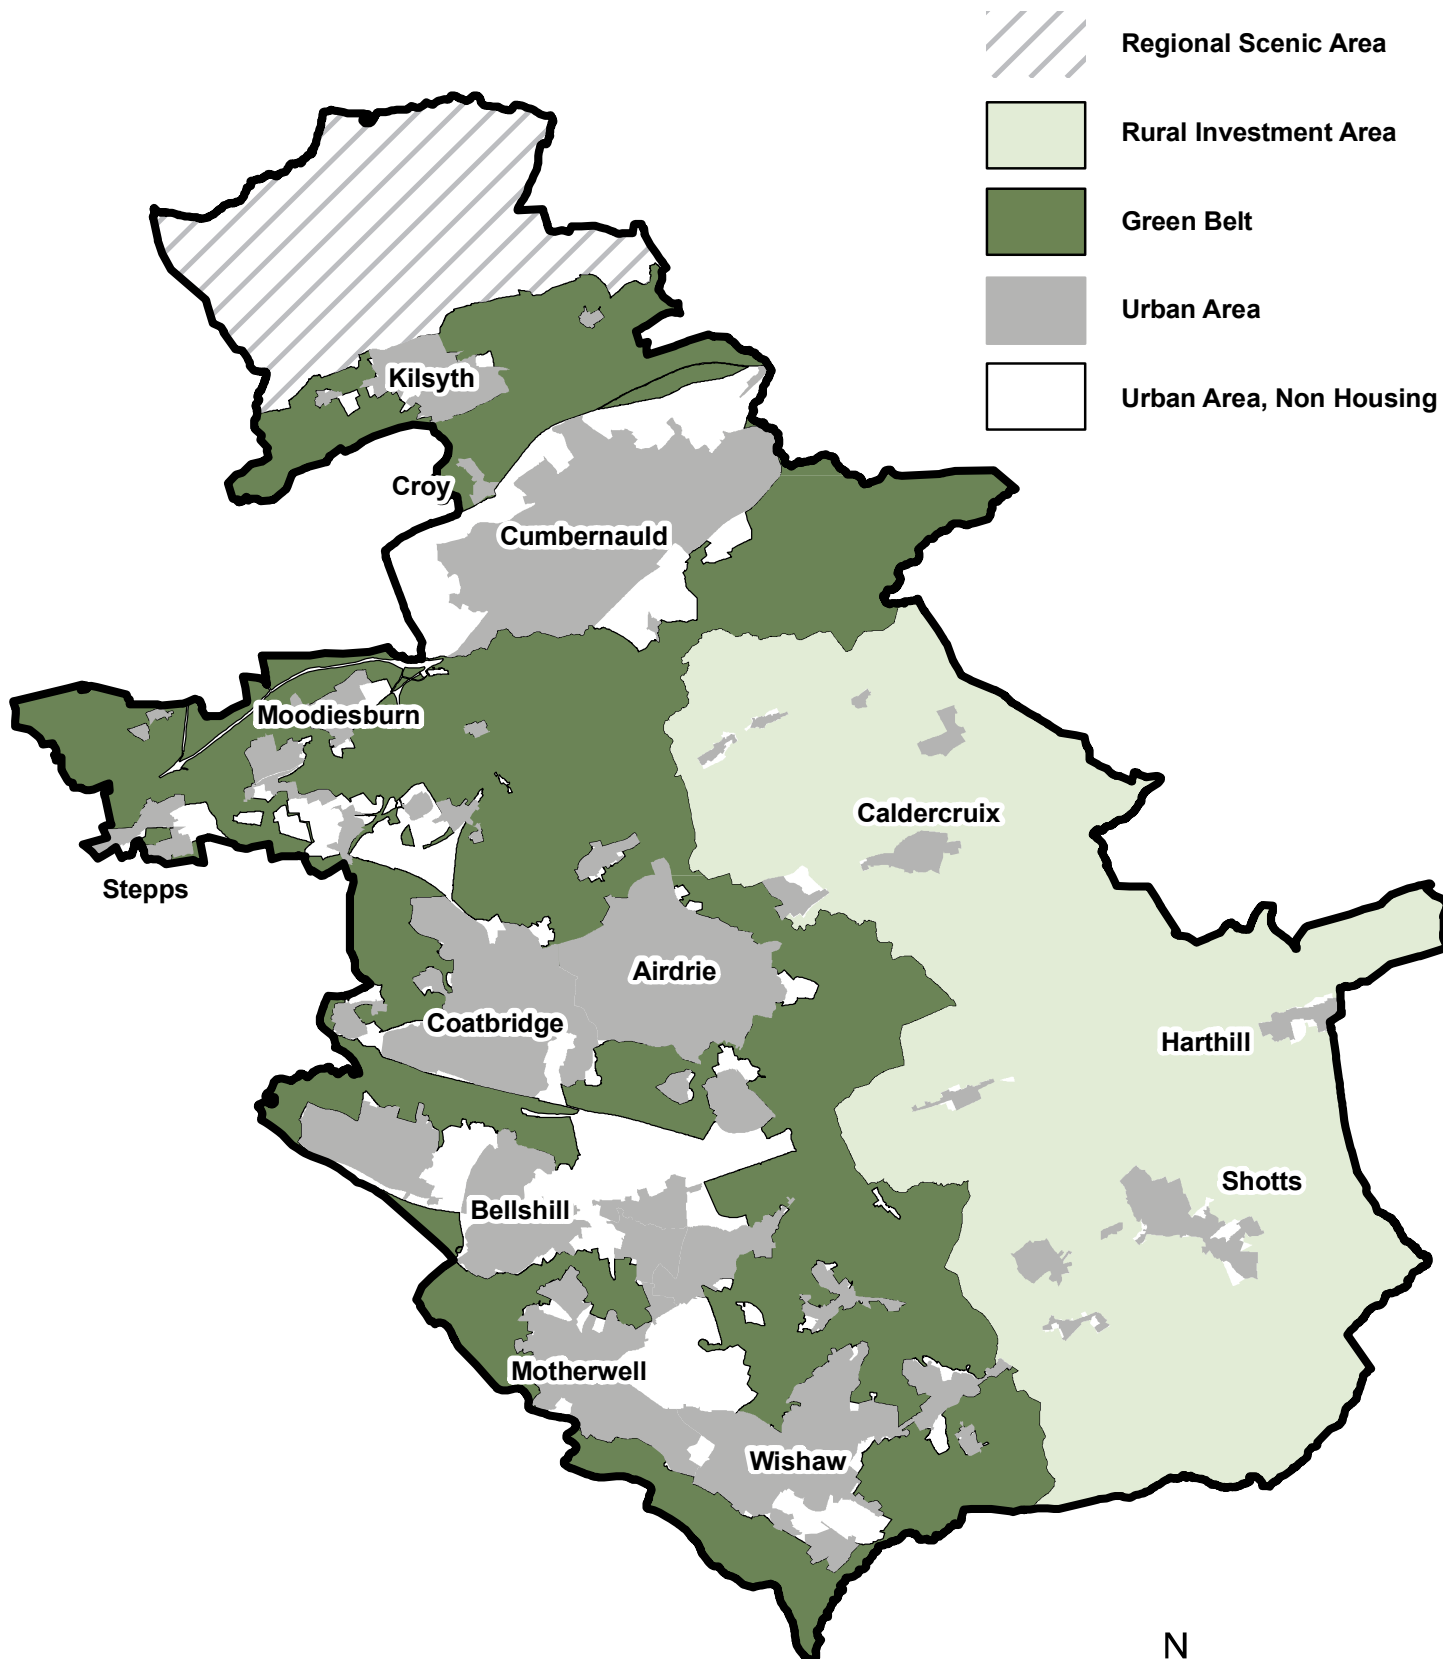 Regional Scenic Area
Rural Investment Area
Green Belt
Urban Area
Urban Area, Non Housing
Kilsyth
Croy
Cumbernauld
Moodiesburn
Caldercruix
Stepps
Airdrie
Coatbridge
Harthill
Shotts
Bellshill
Motherwell
Wishaw
N